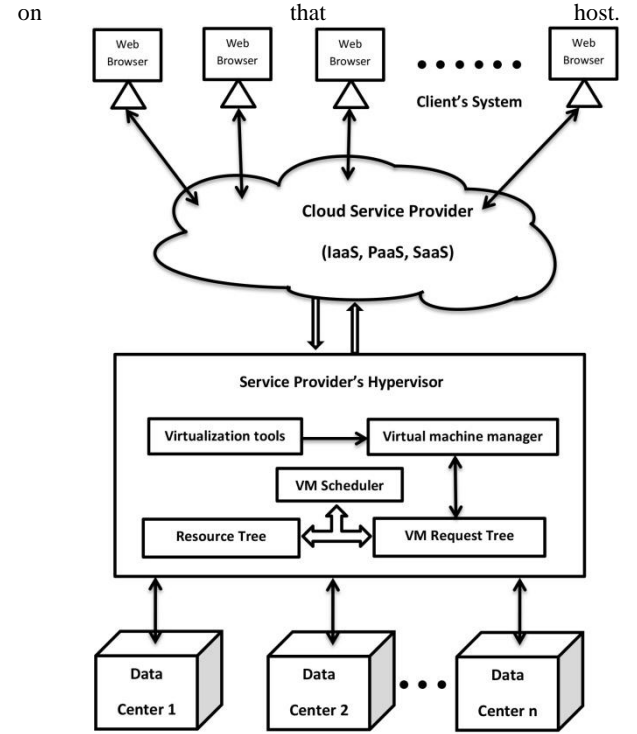 on that host.
Web Browser
Web Browser
Web Browser
Web Browser
Client's System
Cloud Service Provider
(IaaS, PaaS, SaaS)
Service Provider's Hypervisor
Virtualization tools
Virtual machine manager
VM Scheduler
Resource Tree
VM Request Tree
Data
Center 1
Data
Center 2
Data
Center n